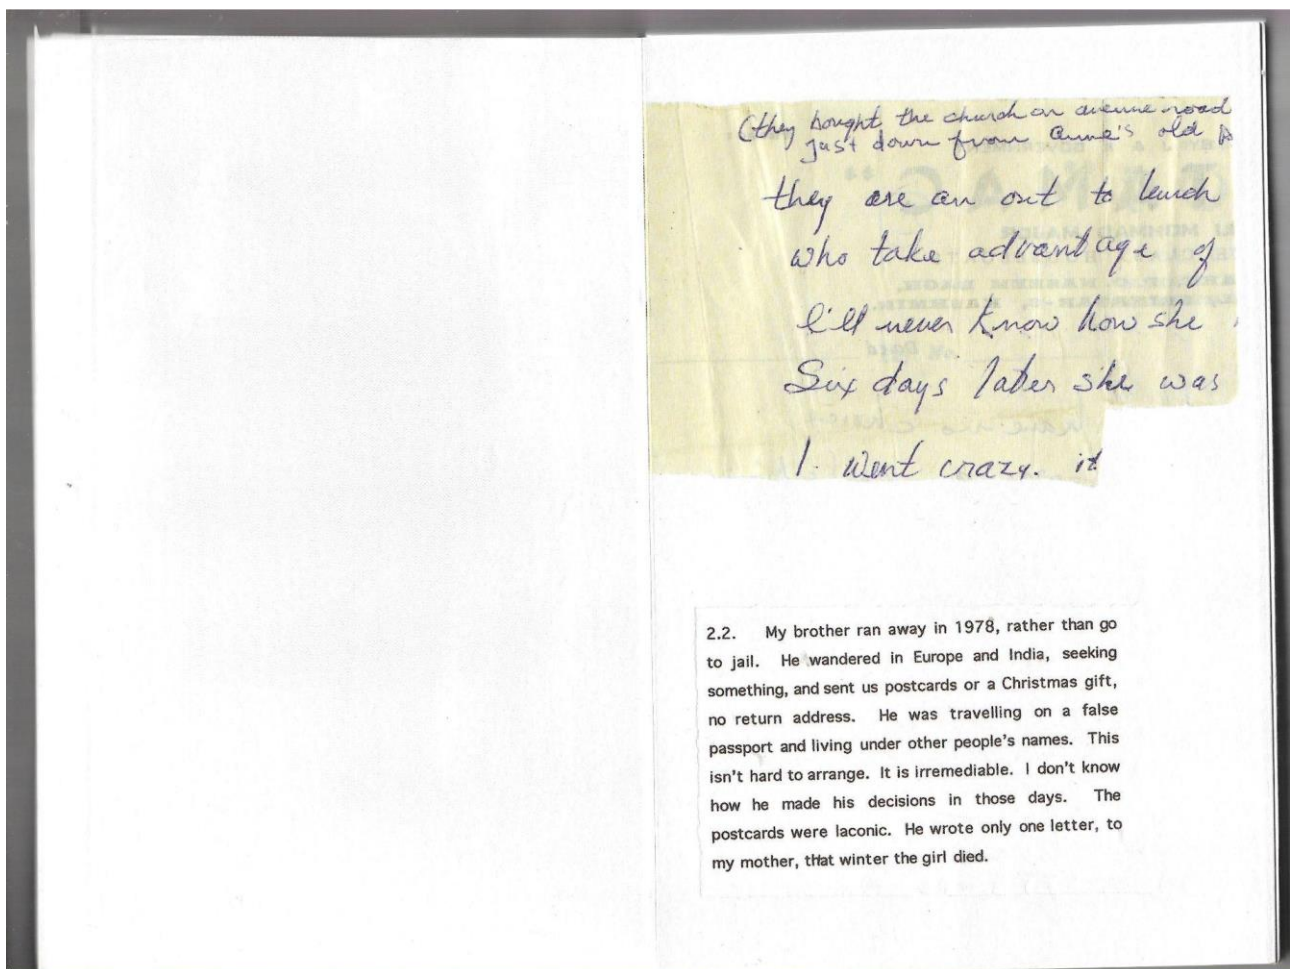 (they bought the church on avenue road
just down from anne's old
they are an out to lunch
who take advantage of
I'll never know how she
Six days later she was
I went crazy. it
2.2. My brother ran away in 1978, rather than go
to jail. He wandered in Europe and India, seeking
something, and sent us postcards or a Christmas gift,
no return address. He was travelling on a false
passport and living under other people's names. This
isn't hard to arrange. It is irremediable. I don't know
how he made his decisions in those days. The
postcards were laconic. He wrote only one letter, to
my mother, that winter the girl died.